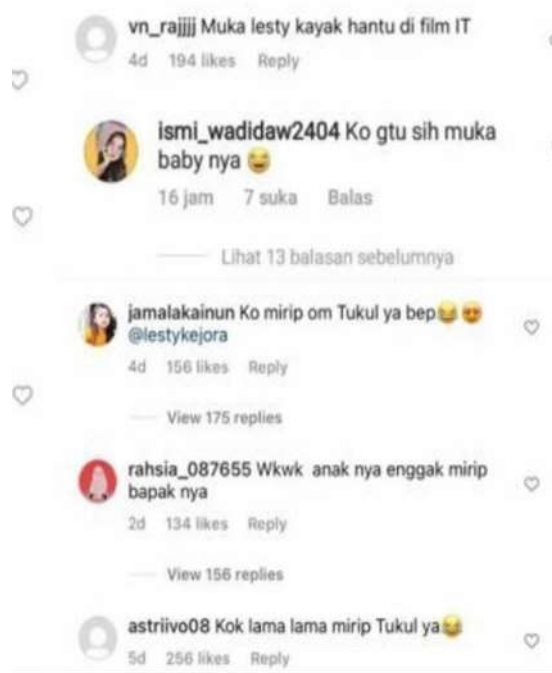 vn_rajjjj Muka lesty kayak hantu di film IT
4d 194 likes Reply
ismi_wadidaw2404 Ko gtu sih muka
baby nya 😂
16 jam 7 suka Balas
Lihat 13 balasan sebelumnya
jamalakainun Ko mirip om Tukul ya bep😂😍
@lestykejora
4d 156 likes Reply
View 175 replies
rahsia_087655 Wkwk anak nya enggak mirip
bapak nya
2d 134 likes Reply
View 156 replies
astriivo08 Kok lama lama mirip Tukul ya😂
5d 256 likes Reply